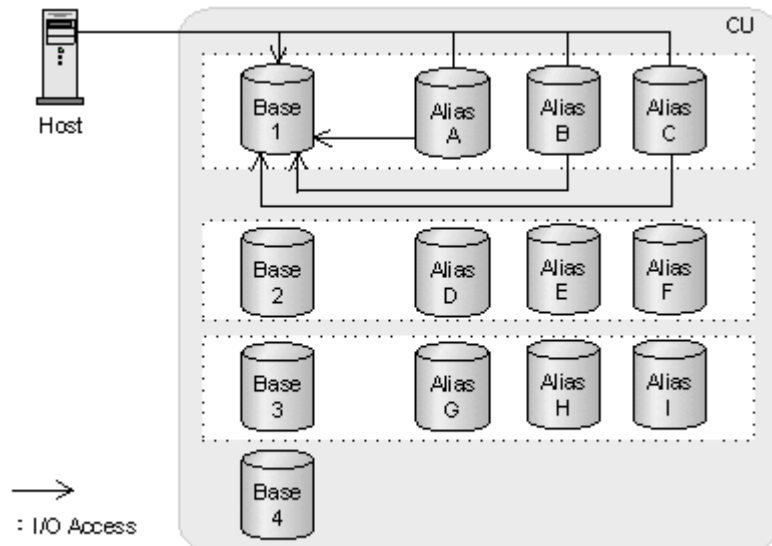 CU
Host
Base
1
Alias
A
Alias
B
Alias
C
Base
2
Alias
D
Alias
E
Alias
F
Base
3
Alias
G
Alias
H
Alias
I
Base
4
: I/O Access